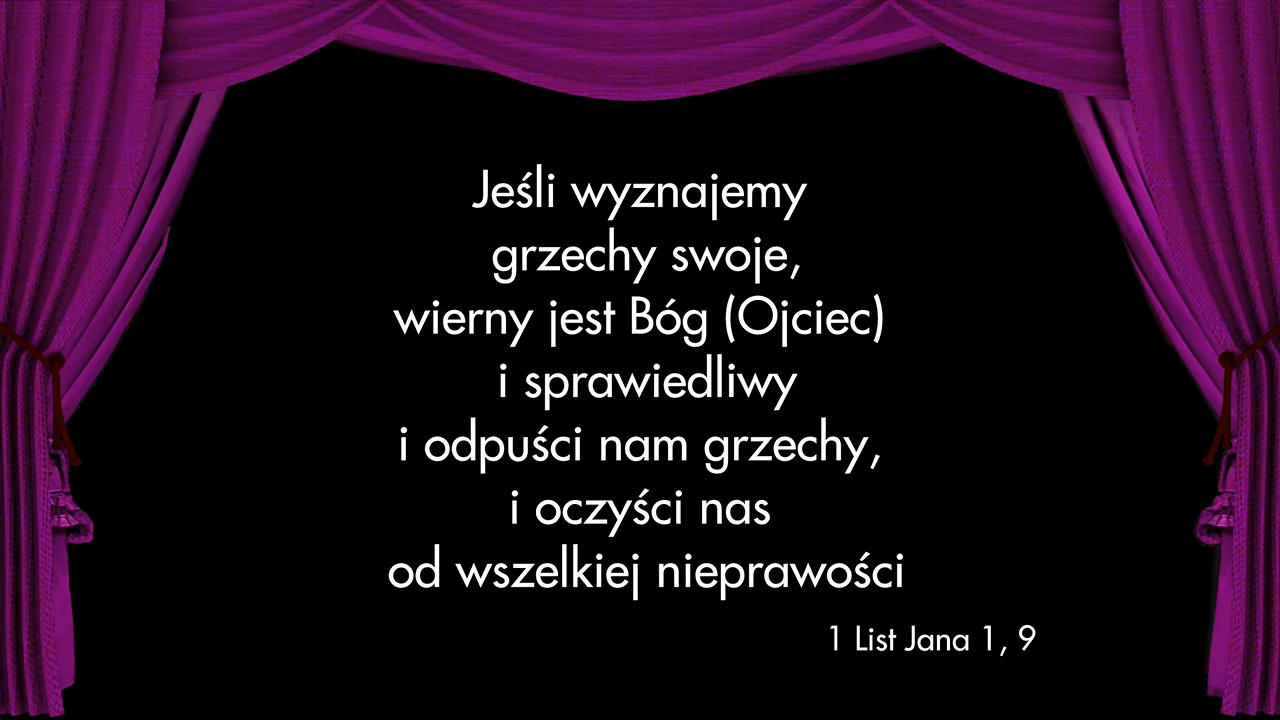 Jeśli wyznajemy
grzechy swoje,
wierny jest Bóg (Ojciec)
i sprawiedliwy
i odpuści nam grzechy,
i oczyści nas
od wszelkiej nieprawości
1 List Jana 1, 9